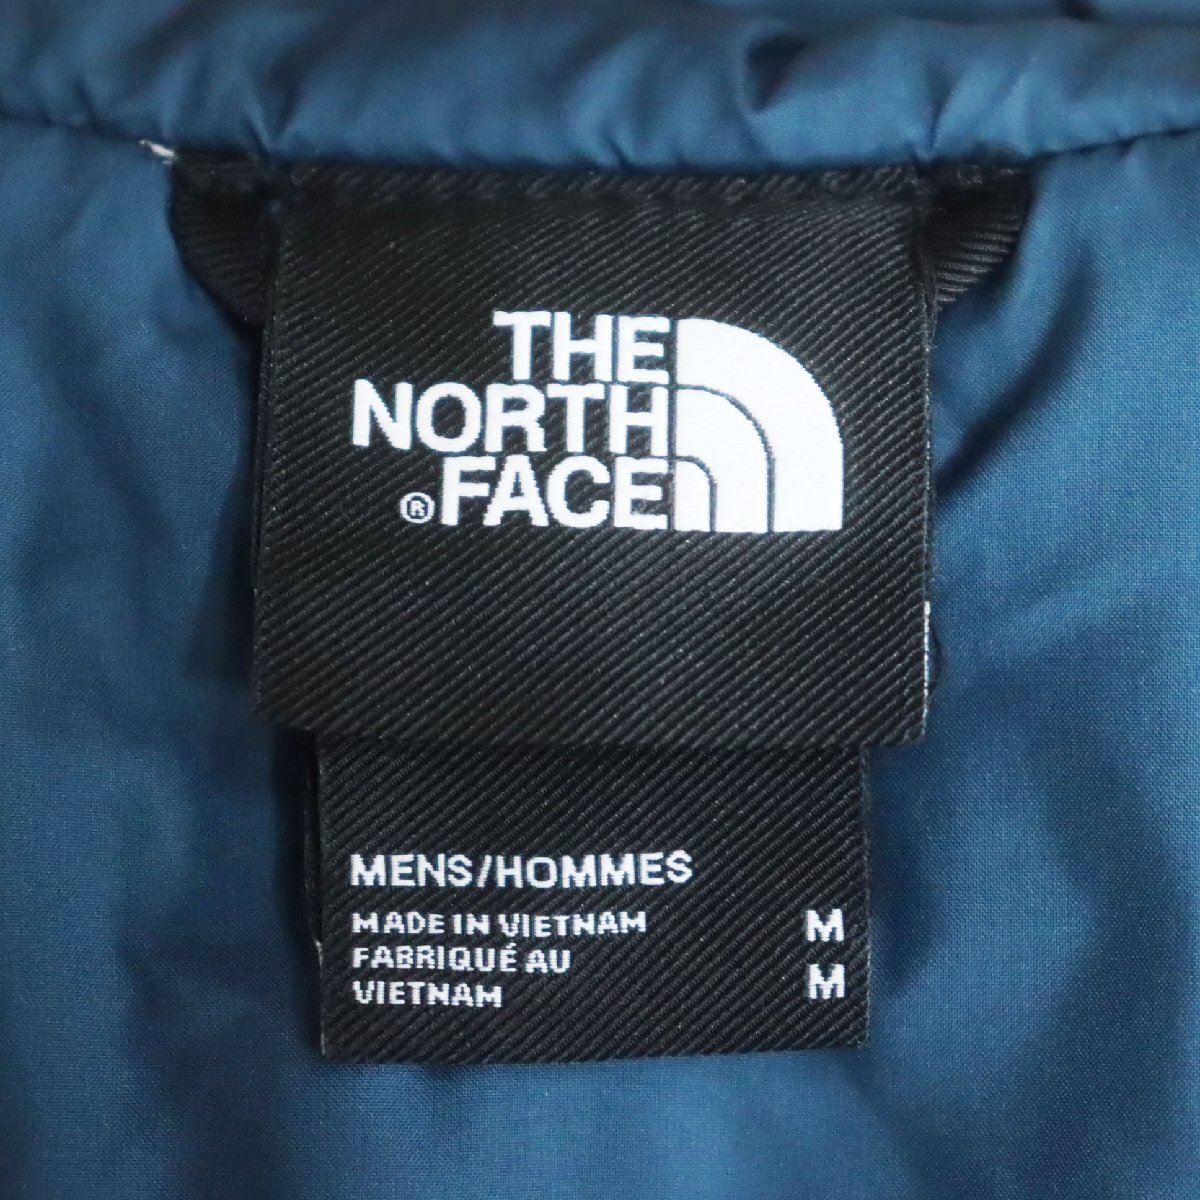 THE
NORTH
® FACE
MENS/HOMMES
MADE IN VIETNAM M
FABRIQUÉ AU
VIETNAM M